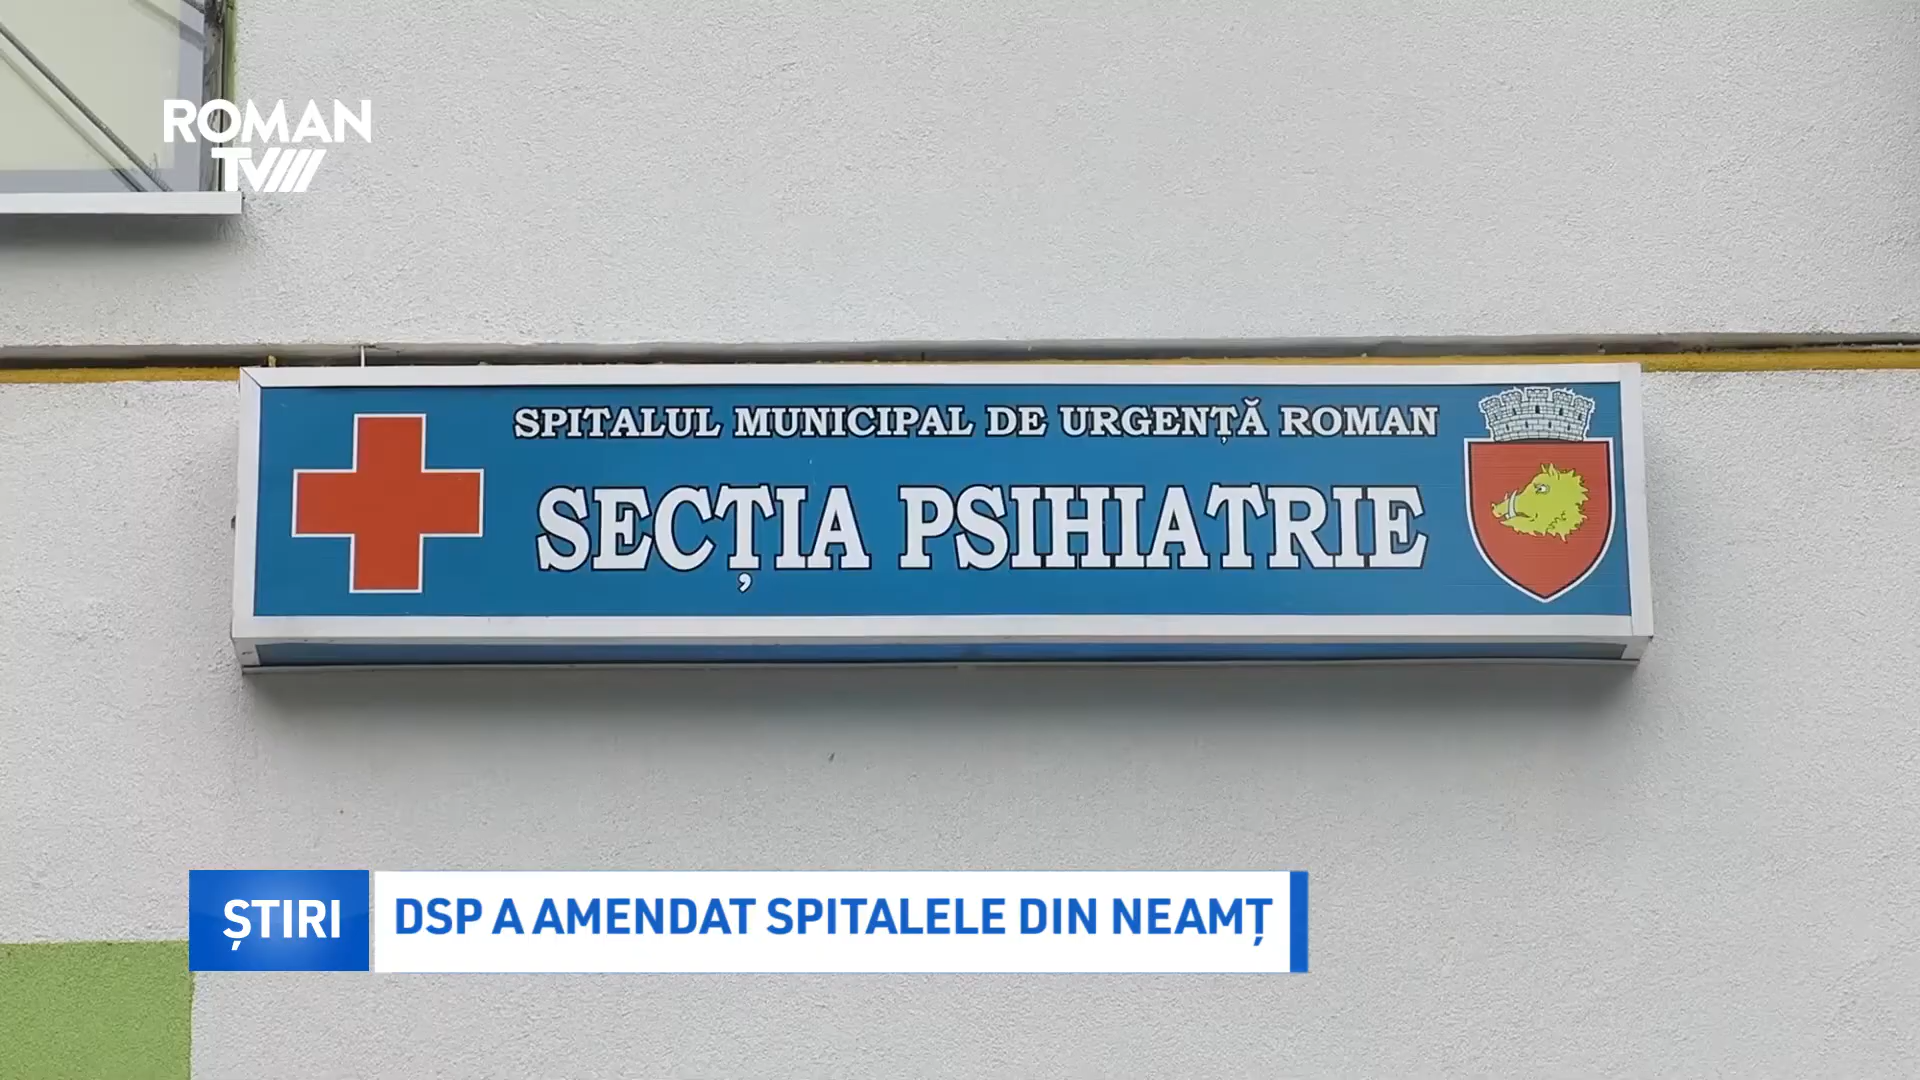 ROMAN
TV
SPITALUL MUNICIPAL DE URGENȚĂ ROMAN
SECȚIA PSIHIATRIE
ȘTIRI
DSP A AMENDAT SPITALELE DIN NEAMȚ